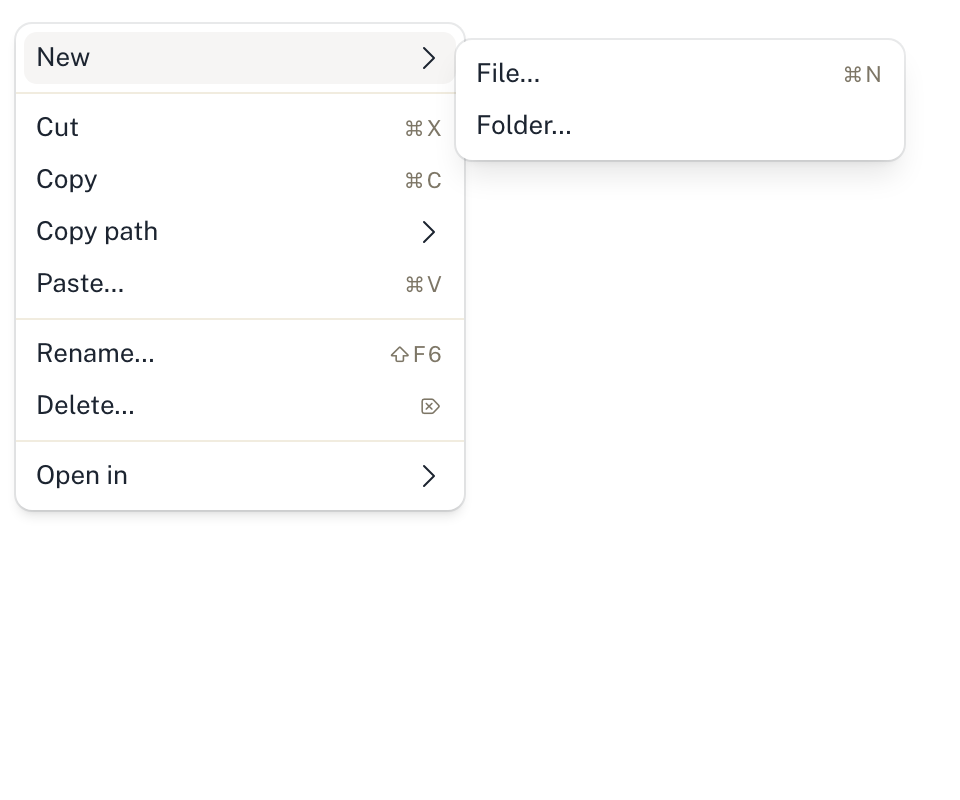 New
File...
⌘N
Folder...
Cut
⌘X
Copy
⌘C
Copy path
Paste...
⌘V
Rename...
⇧F6
Delete...
⌦
Open in